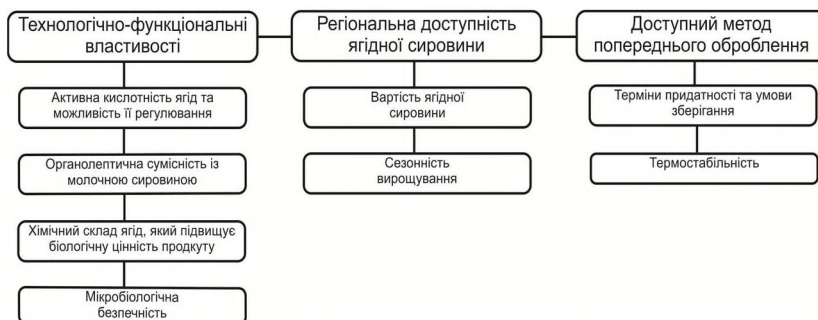 Технологічно-функціональні
властивості
Регіональна доступність
ягідної сировини
Доступний метод
попереднього оброблення
Активна кислотність ягід та
можливість її регулювання
Вартість ягідної
сировини
Терміни придатності та умови
зберігання
Органолептична сумісність із
молочною сировиною
Сезонність
вирощування
Термостабільність
Хімічний склад ягід, який підвищує
біологічну цінність продкуту
Мікробіологічна
безпечність